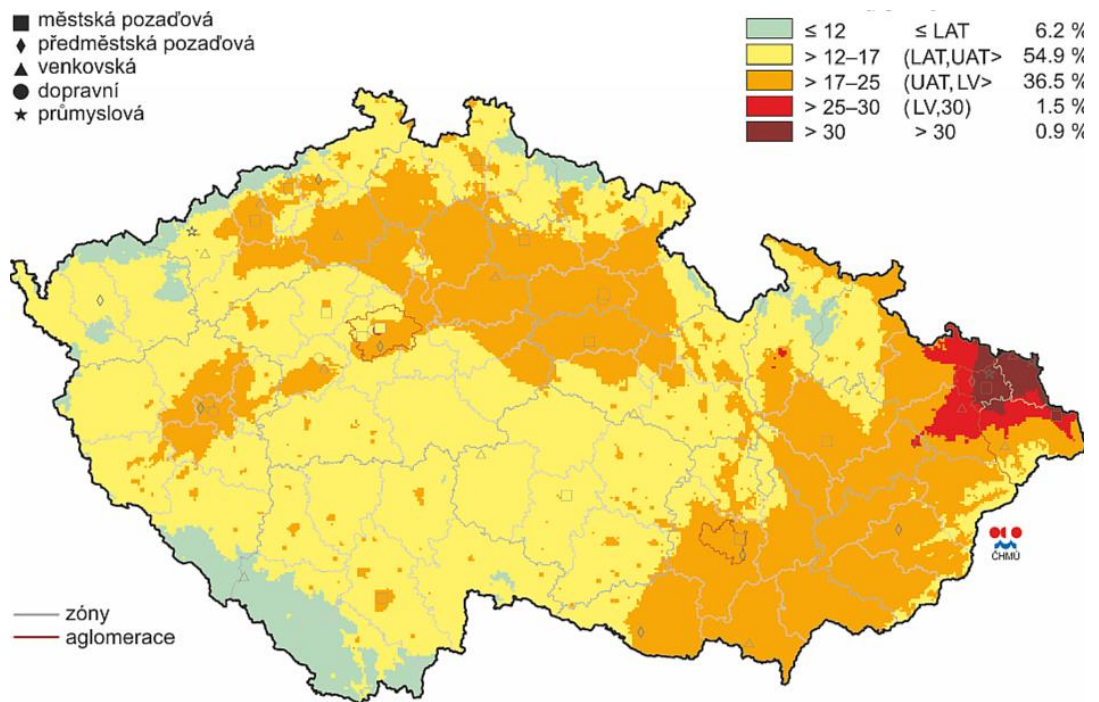 městská pozaďová
předměstská pozaďová
venkovská
dopravní
průmyslová
≤ 12 ≤ LAT 6.2 %
> 12–17 (LAT,UAT> 54.9 %
> 17–25 (UAT,LV> 36.5 %
> 25–30 (LV,30) 1.5 %
> 30 > 30 0.9 %
ČHMÚ
zóny
aglomerace